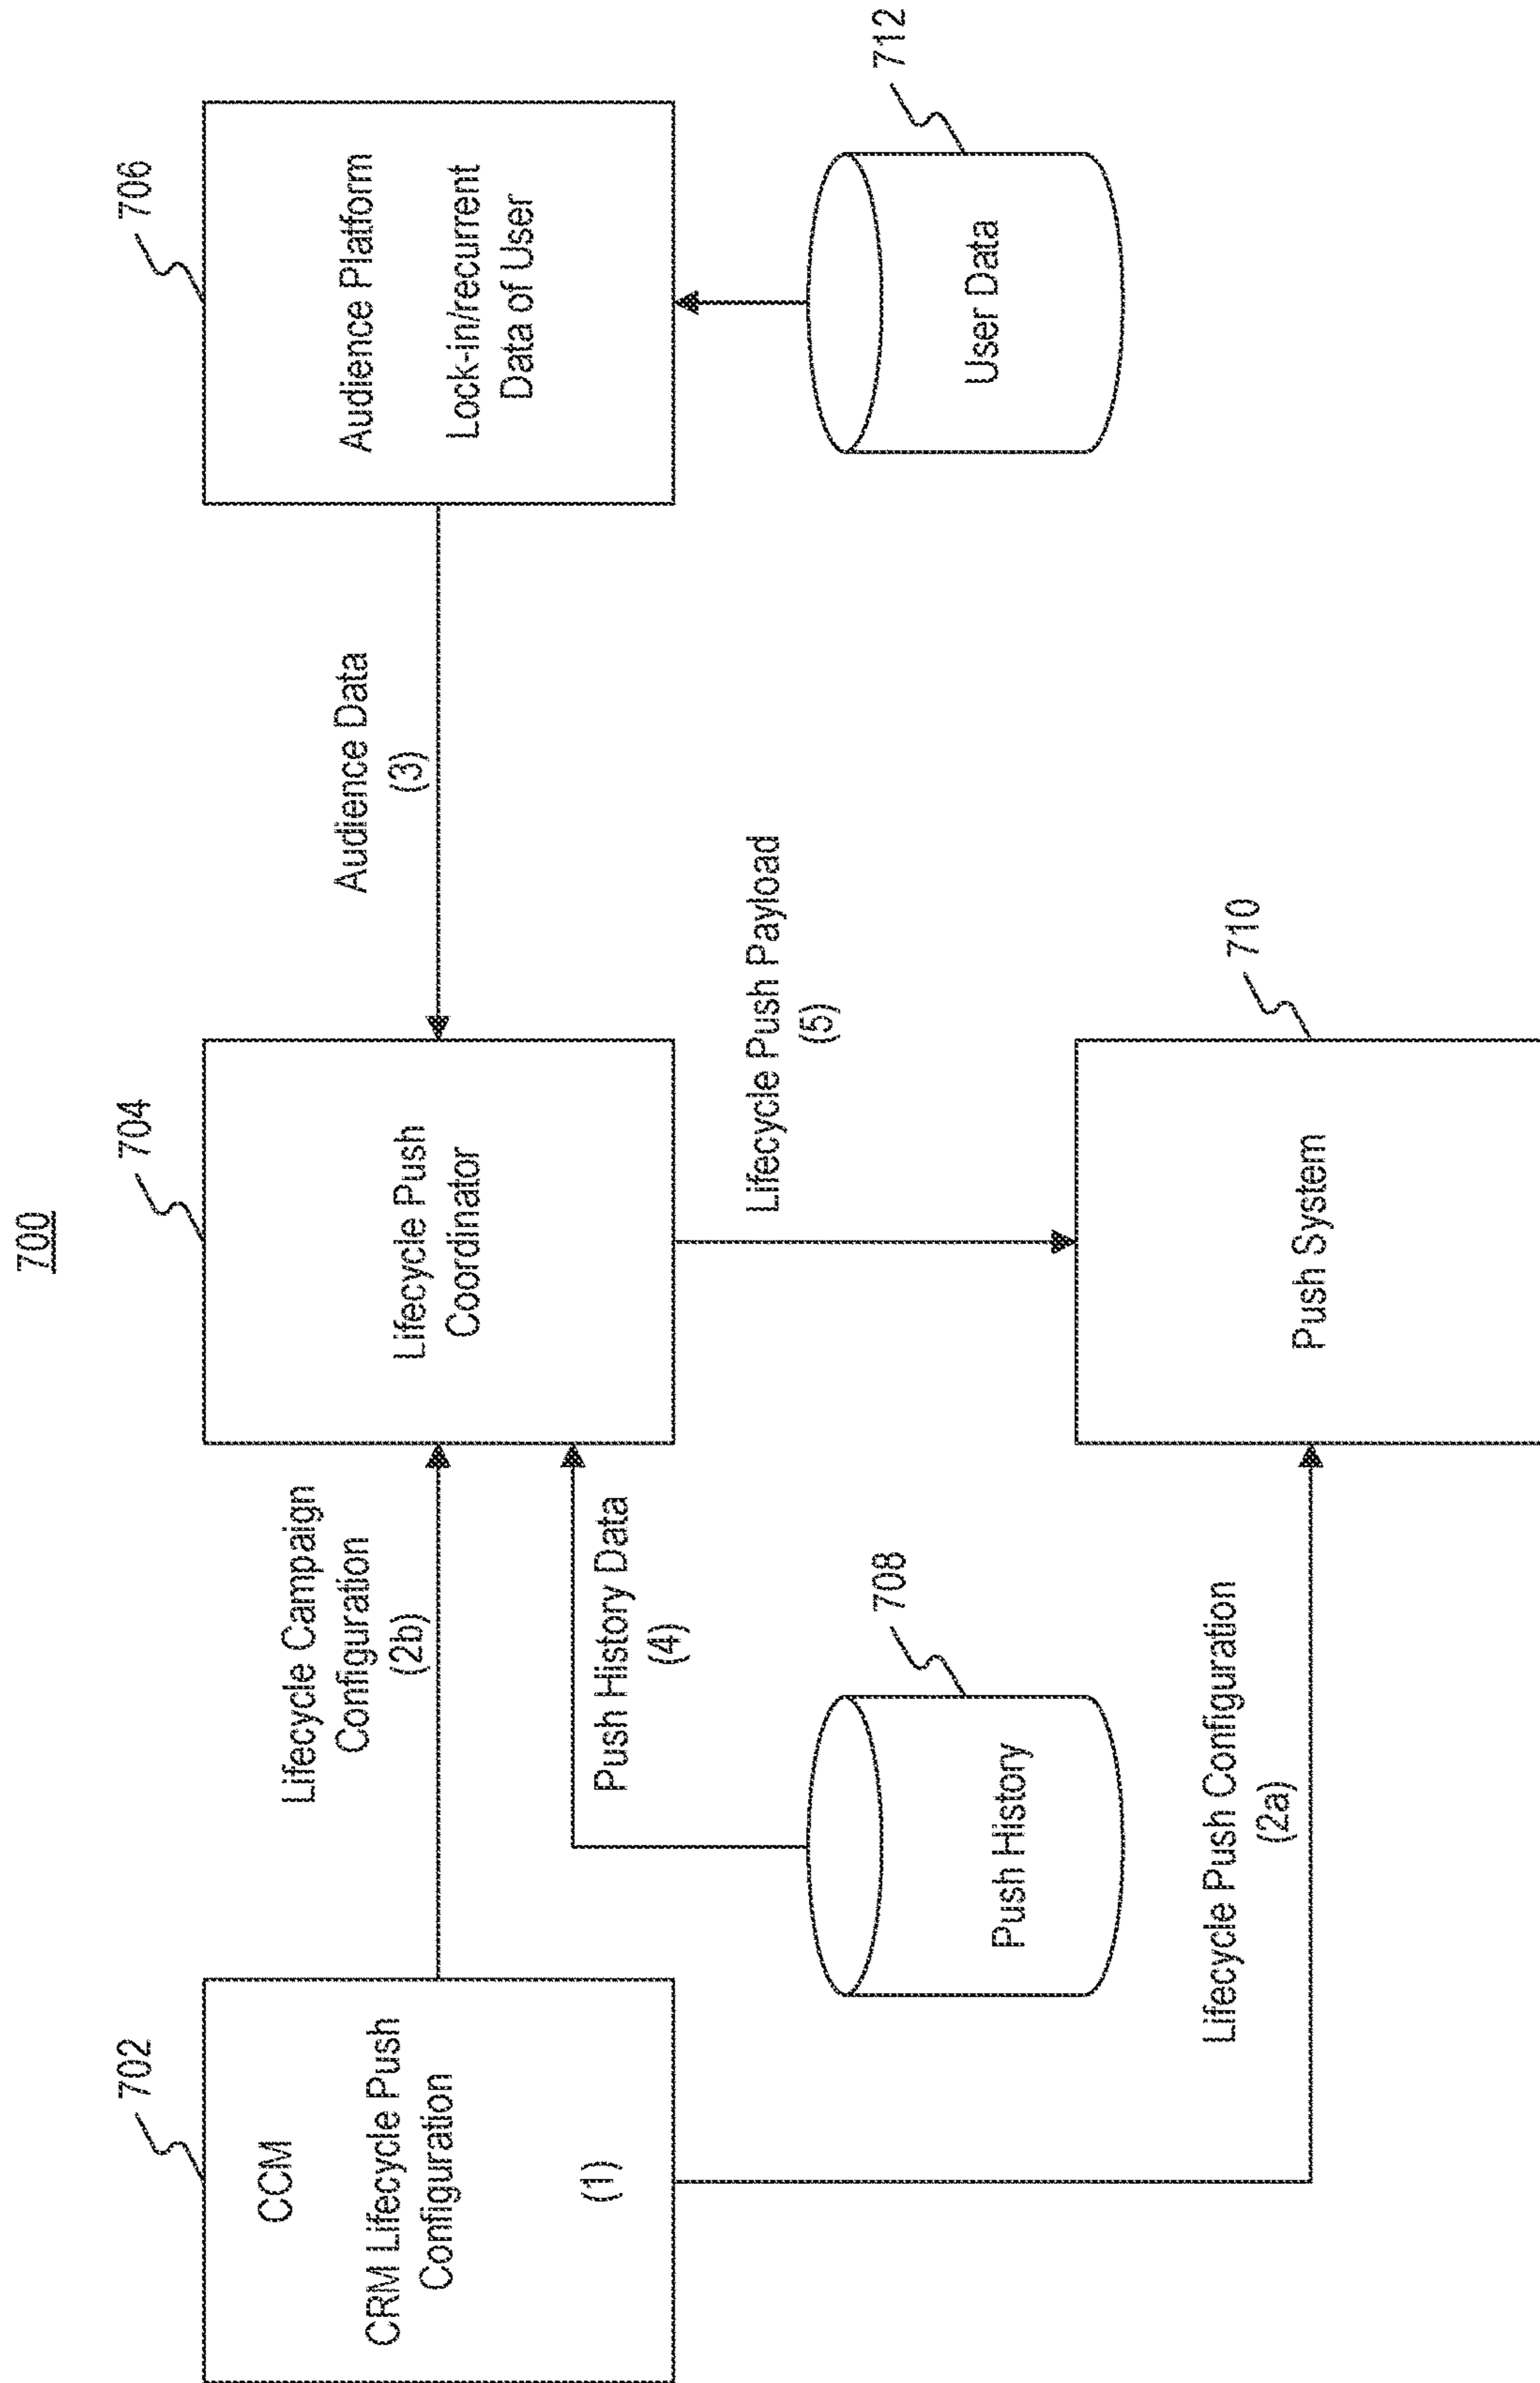 700
702
CCM
CRM Lifecycle Push
Configuration
(1)
Lifecycle Campaign
Configuration
(2b)
704
Lifecycle Push
Coordinator
Audience Data
(3)
706
Audience Platform
Lock-in/recurrent
Data of User
Push History Data
(4)
708
Push History
Lifecycle Push Payload
(5)
712
User Data
Lifecycle Push Configuration
(2a)
710
Push System